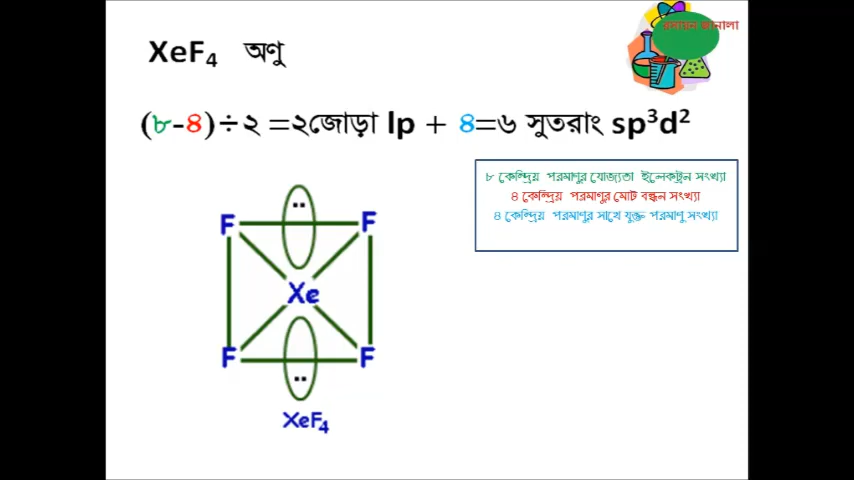 XeF₄ অণু
রসায়ন জানালা
(৮-৪)÷২ =২জোড়া lp + ৪=৬ সুতরাং sp³d²
৮ কেন্দ্রিয় পরমাণুর যোজ্যতা ইলেকট্রন সংখ্যা
৪ কেন্দ্রিয় পরমাণুর মোট বন্ধন সংখ্যা
৪ কেন্দ্রিয় পরমাণুর সাথে যুক্ত পরমাণু সংখ্যা
F F
Xe
F F
XeF₄